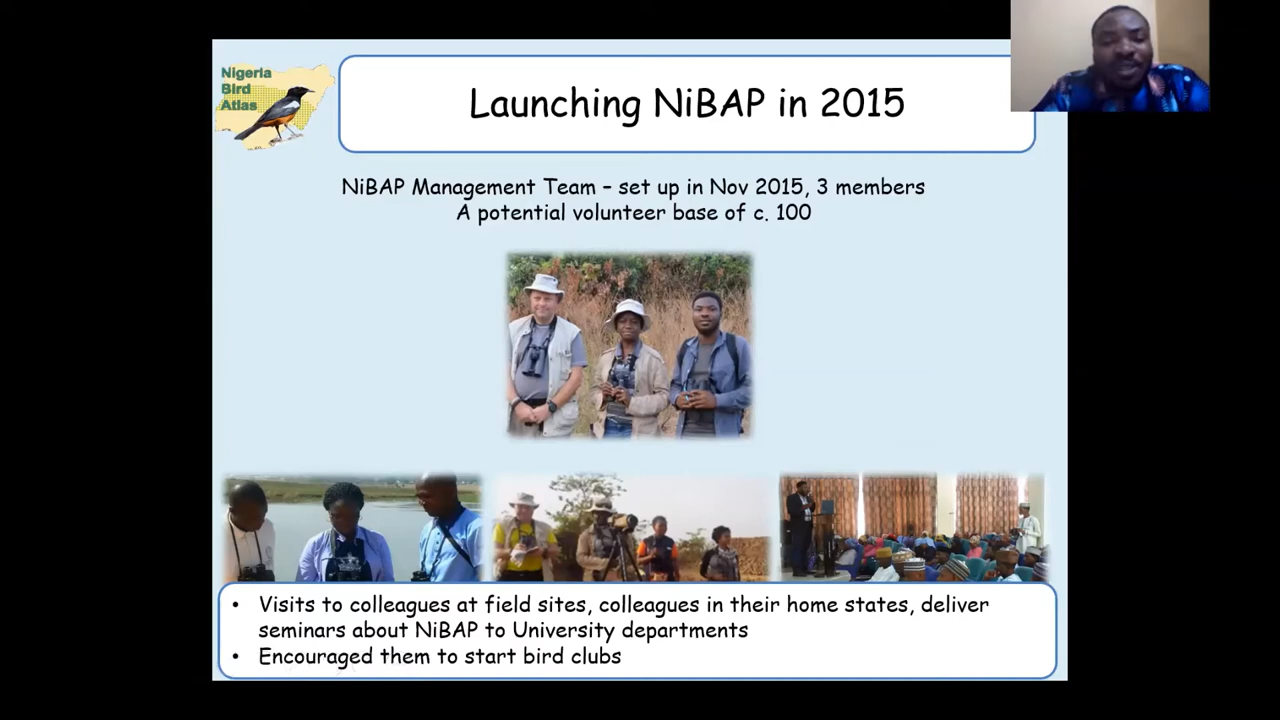 Nigeria
Bird
Atlas
Launching NiBAP in 2015
NiBAP Management Team – set up in Nov 2015, 3 members
A potential volunteer base of c. 100
• Visits to colleagues at field sites, colleagues in their home states, deliver
seminars about NiBAP to University departments
• Encouraged them to start bird clubs